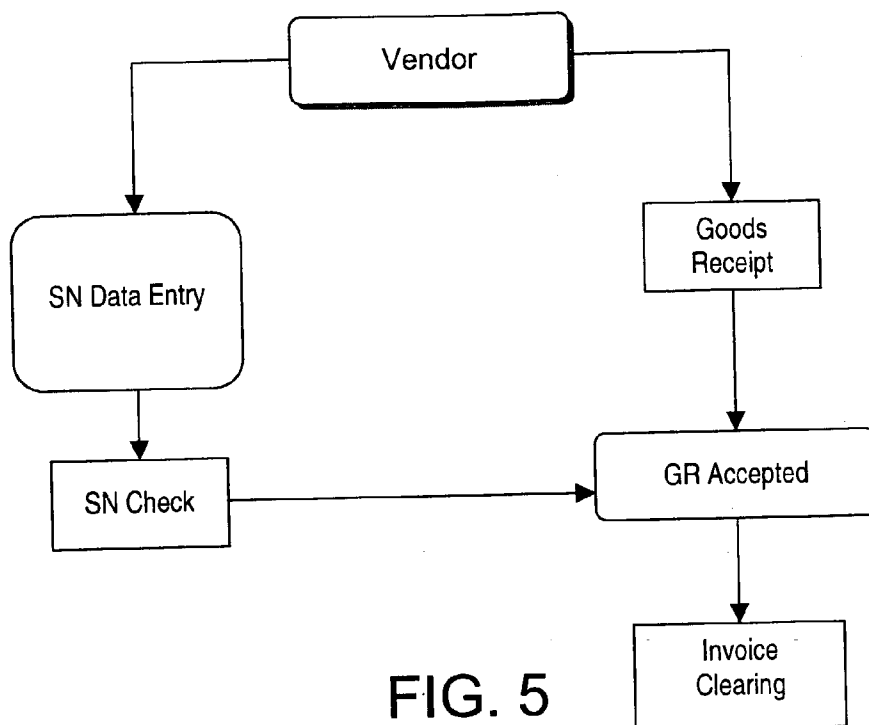 Vendor
SN Data Entry
Goods
Receipt
SN Check
GR Accepted
Invoice
Clearing
FIG. 5